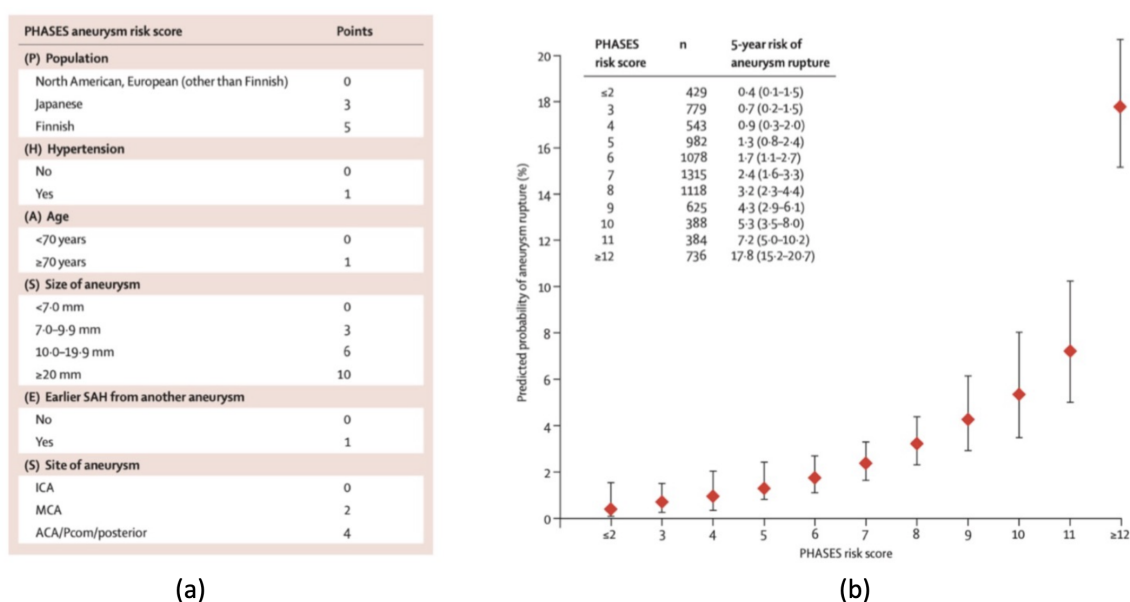 PHASES aneurysm risk score Points
(P) Population
North American, European (other than Finnish) 0
Japanese 3
Finnish 5
(H) Hypertension
No 0
Yes 1
(A) Age
<70 years 0
≥70 years 1
(S) Size of aneurysm
<7·0 mm 0
7·0–9·9 mm 3
10·0–19·9 mm 6
≥20 mm 10
(E) Earlier SAH from another aneurysm
No 0
Yes 1
(S) Site of aneurysm
ICA 0
MCA 2
ACA/Pcom/posterior 4
(a)
PHASES n 5-year risk of
risk score aneurysm rupture
≤2 429 0·4 (0·1–1·5)
3 779 0·7 (0·2–1·5)
4 543 0·9 (0·3–2·0)
5 982 1·3 (0·8–2·4)
6 1078 1·7 (1·1–2·7)
7 1315 2·4 (1·6–3·3)
8 1118 3·2 (2·3–4·4)
9 625 4·3 (2·9–6·1)
10 388 5·3 (3·5–8·0)
11 384 7·2 (5·0–10·2)
≥12 736 17·8 (15·2–20·7)
Predicted probability of aneurysm rupture (%)
20
18
16
14
12
10
8
6
4
2
0
≤2 3 4 5 6 7 8 9 10 11 ≥12
PHASES risk score
(b)